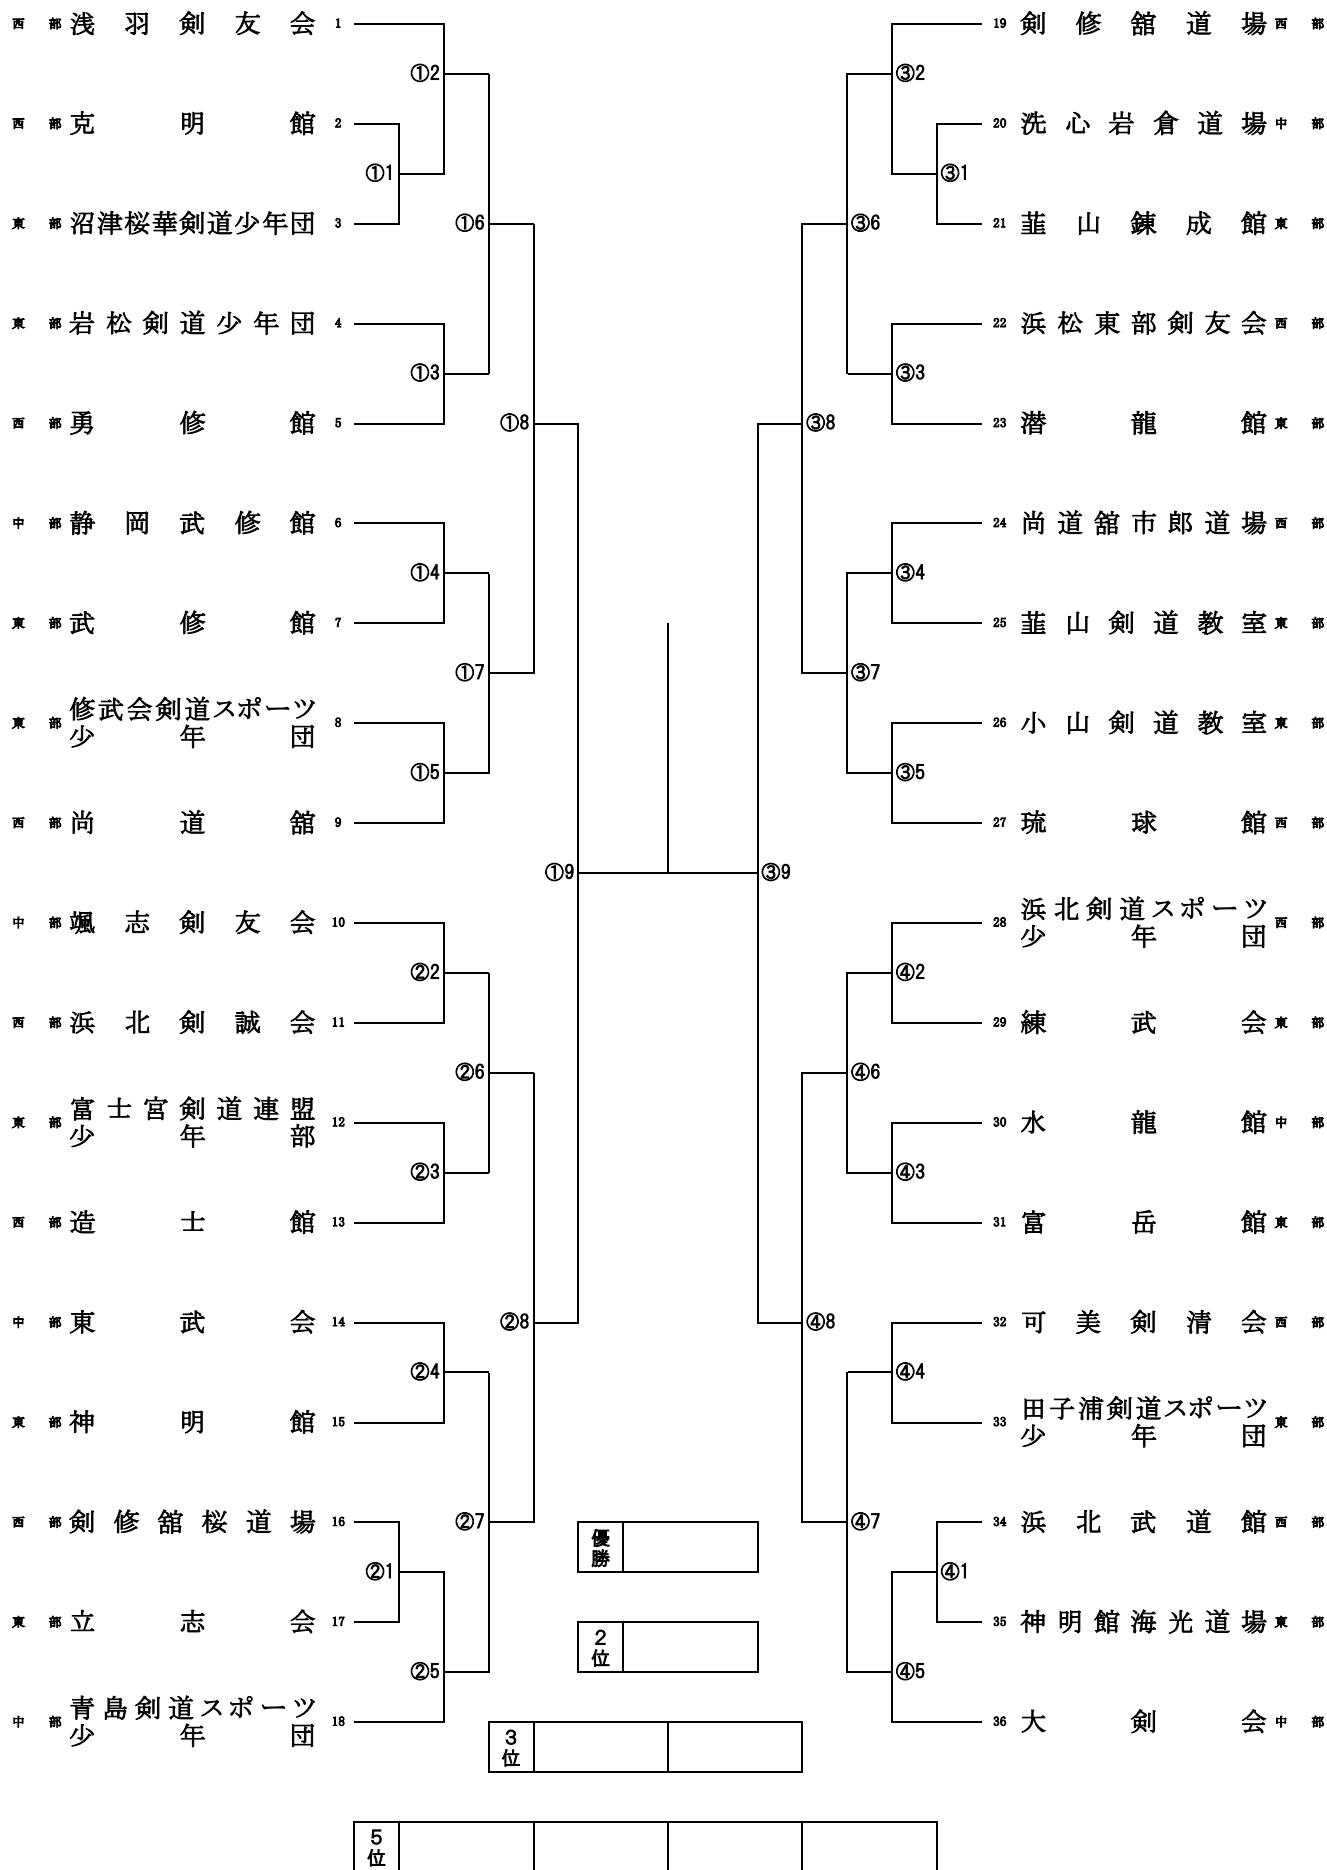 西部 浅羽剣友会 1
①2
西部 克明館 2
①1
東部 沼津桜華剣道少年団 3
①6
東部 岩松剣道少年団 4
①3
西部 勇修館 5
①8
中部 静岡武修館 6
①4
東部 武修館 7
①7
東部 修武会剣道スポーツ
少年団 8
①5
西部 尚道舘 9
①9
中部 颯志剣友会 10
②2
西部 浜北剣誠会 11
②6
東部 富士宮剣道連盟
少年部 12
②3
西部 造士館 13
②8
中部 東武会 14
②4
東部 神明館 15
②7
西部 剣修舘桜道場 16
②1
東部 立志会 17
②5
中部 青島剣道スポーツ
少年団 18
19 剣修舘道場 西部
③2
20 洗心岩倉道場 中部
③1
21 韮山錬成館 東部
③6
22 浜松東部剣友会 西部
③3
23 潜龍館 東部
③8
24 尚道舘市郎道場 西部
③4
25 韮山剣道教室 東部
③7
26 小山剣道教室 東部
③5
27 琉球館 西部
③9
28 浜北剣道スポーツ
少年団 西部
④2
29 練武会 東部
④6
30 水龍館 中部
④3
31 富岳館 東部
④8
32 可美剣清会 西部
④4
33 田子浦剣道スポーツ
少年団 東部
④7
34 浜北武道館 西部
④1
35 神明館海光道場 東部
④5
36 大剣会 中部
優勝
2位
3位
5位